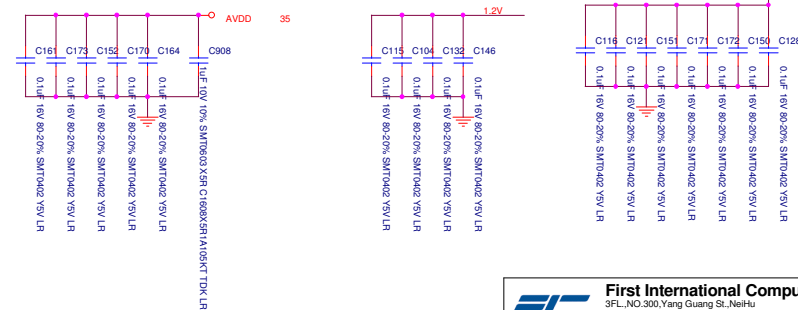 AVDD 35
1.2V
C161 C173 C152 C170 C164 C908
C115 C104 C132 C146
C116 C121 C151 C171 C172 C150 C128
0.1uF 16V 80-20% SMT0402 Y5V LR
0.1uF 16V 80-20% SMT0402 Y5V LR
0.1uF 16V 80-20% SMT0402 Y5V LR
0.1uF 16V 80-20% SMT0402 Y5V LR
0.1uF 16V 80-20% SMT0402 Y5V LR
1uF 10V 10% SMT0603 X5R C1608X5R1A105KT TDK LR
0.1uF 16V 80-20% SMT0402 Y5V LR
0.1uF 16V 80-20% SMT0402 Y5V LR
0.1uF 16V 80-20% SMT0402 Y5V LR
0.1uF 16V 80-20% SMT0402 Y5V LR
0.1uF 16V 80-20% SMT0402 Y5V LR
0.1uF 16V 80-20% SMT0402 Y5V LR
0.1uF 16V 80-20% SMT0402 Y5V LR
0.1uF 16V 80-20% SMT0402 Y5V LR
0.1uF 16V 80-20% SMT0402 Y5V LR
0.1uF 16V 80-20% SMT0402 Y5V LR
0.1uF 16V 80-20% SMT0402 Y5V LR
First International Compu
3FL.,NO.300,Yang Guang St.,NeiHu